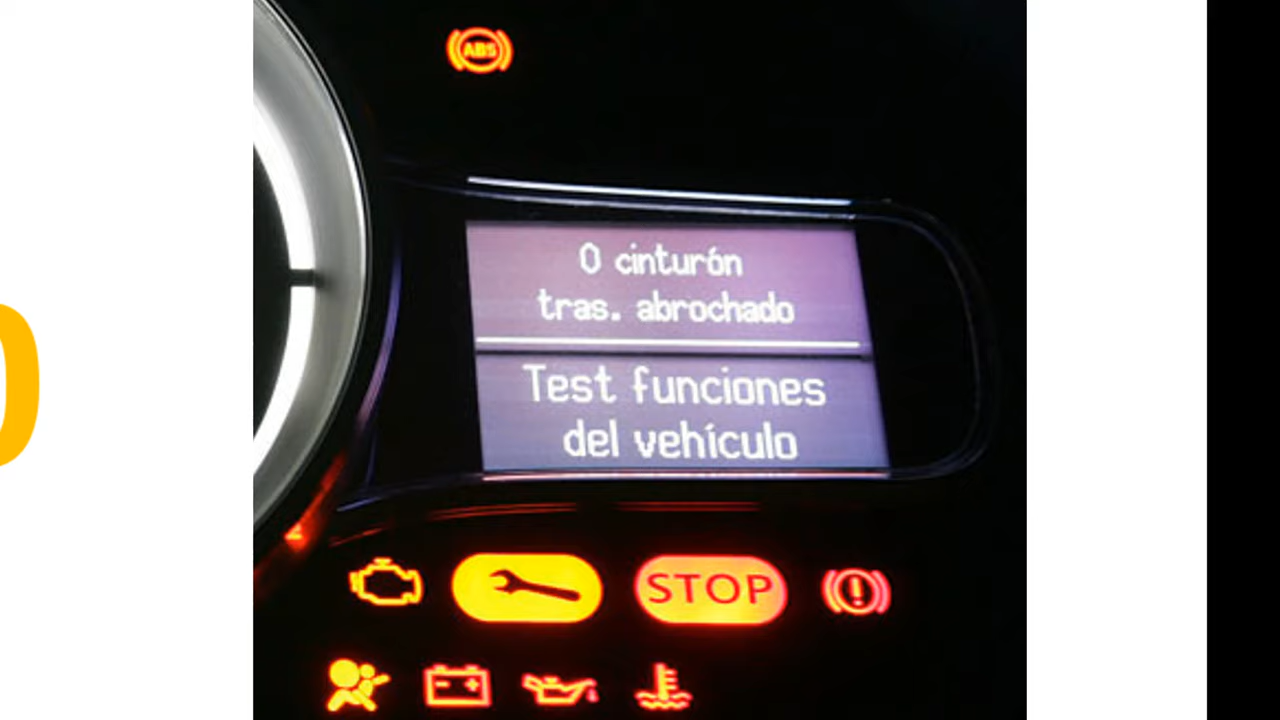 ABS
0 cinturón
tras. abrochado
Test funciones
del vehículo
STOP